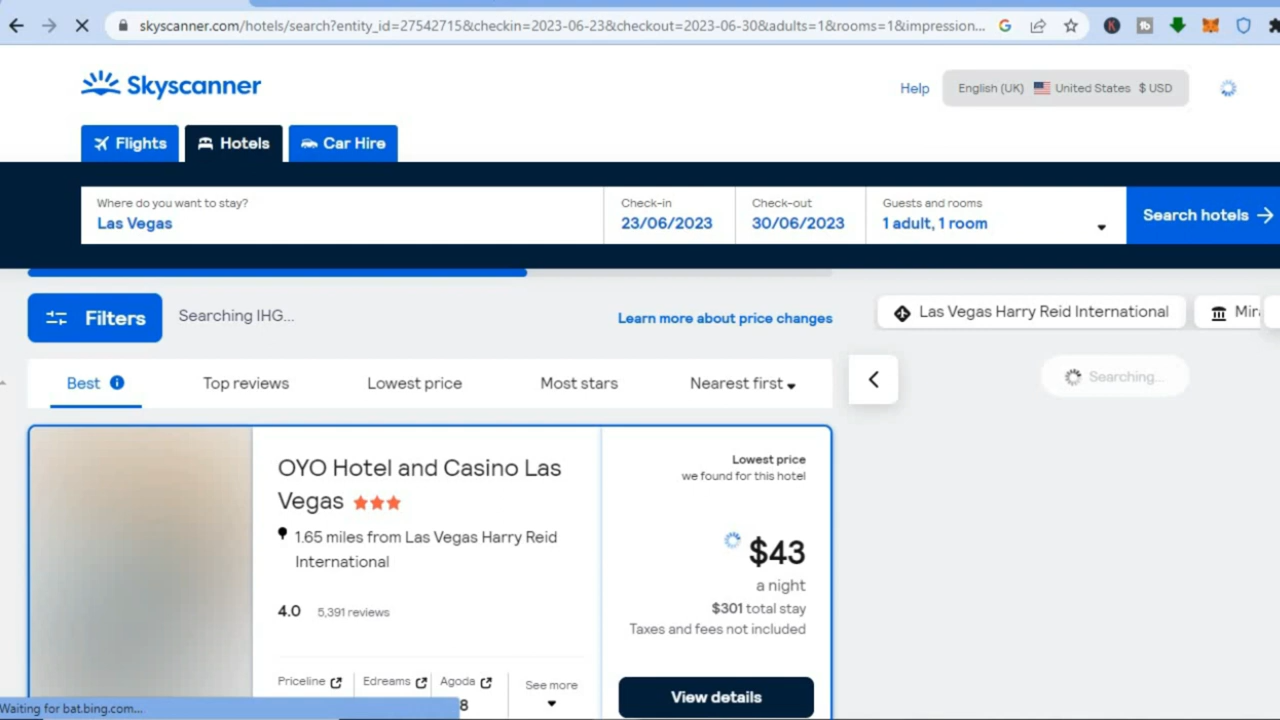 skyscanner.com/hotels/search?entity_id=27542715&checkin=2023-06-23&checkout=2023-06-30&adults=1&rooms=1&impression...
Skyscanner
Help
English (UK) United States $ USD
Flights
Hotels
Car Hire
Where do you want to stay?
Las Vegas
Check-in
23/06/2023
Check-out
30/06/2023
Guests and rooms
1 adult, 1 room
Search hotels
Filters
Searching IHG...
Learn more about price changes
Las Vegas Harry Reid International
Best
Top reviews
Lowest price
Most stars
Nearest first
Searching...
OYO Hotel and Casino Las
Vegas
1.65 miles from Las Vegas Harry Reid
International
4.0 5,391 reviews
Lowest price
we found for this hotel
$43
a night
$301 total stay
Taxes and fees not included
Priceline
Edreams
Agoda
8
See more
View details
Waiting for bat.bing.com...